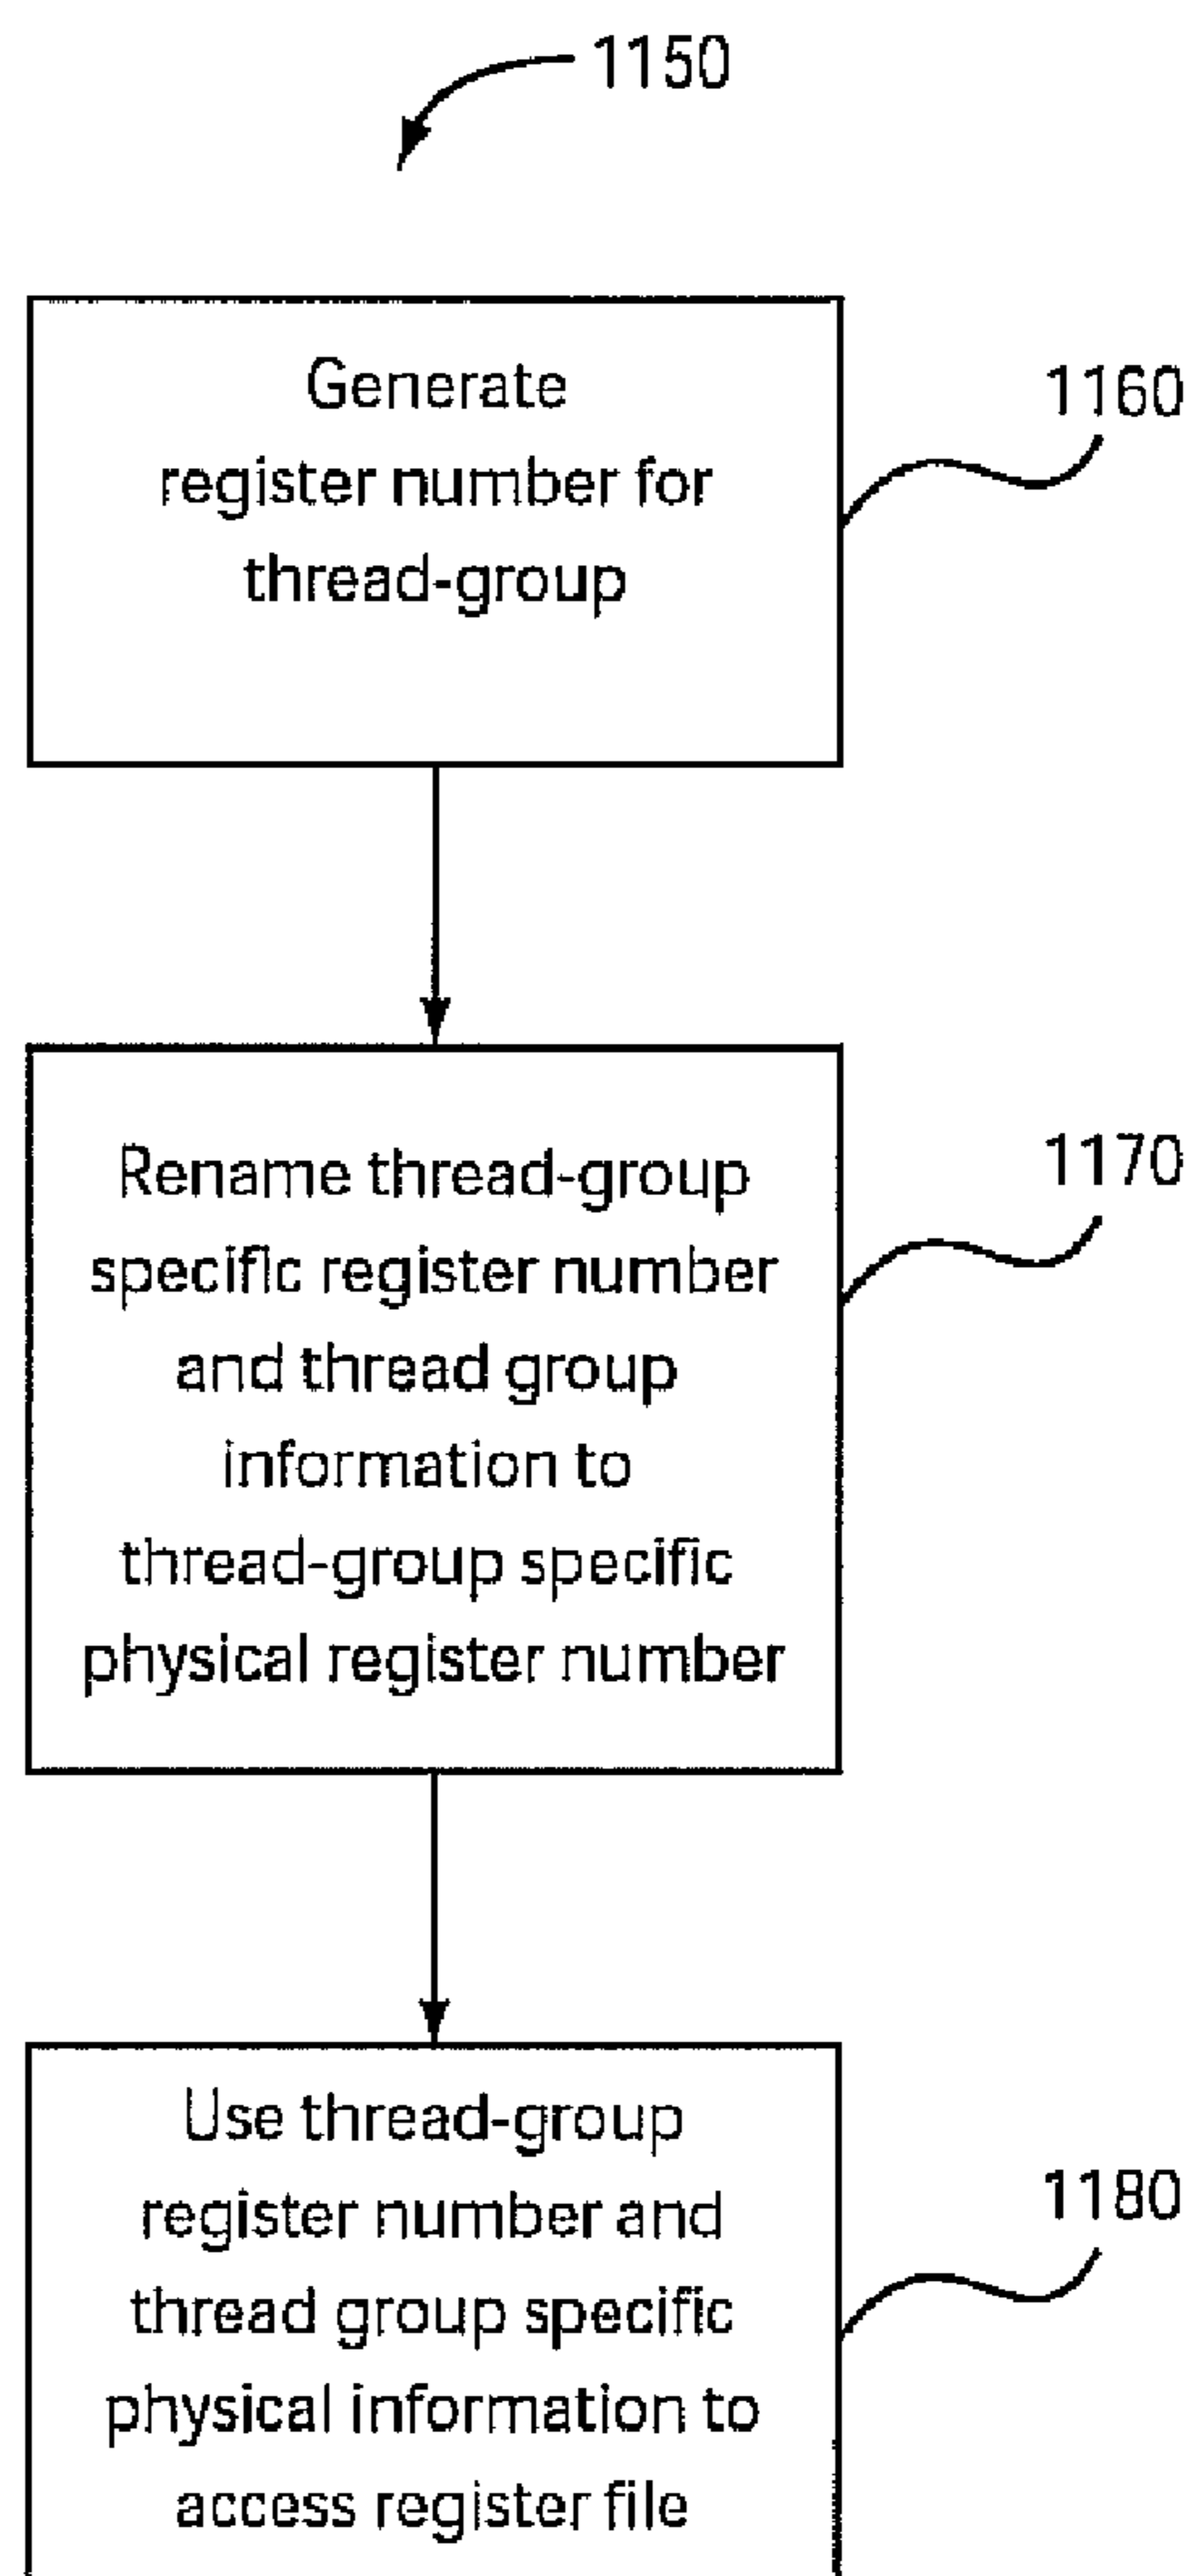 1150
Generate
register number for
thread-group
1160
Rename thread-group
specific register number
and thread group
information to
thread-group specific
physical register number
1170
Use thread-group
register number and
thread group specific
physical information to
access register file
1180